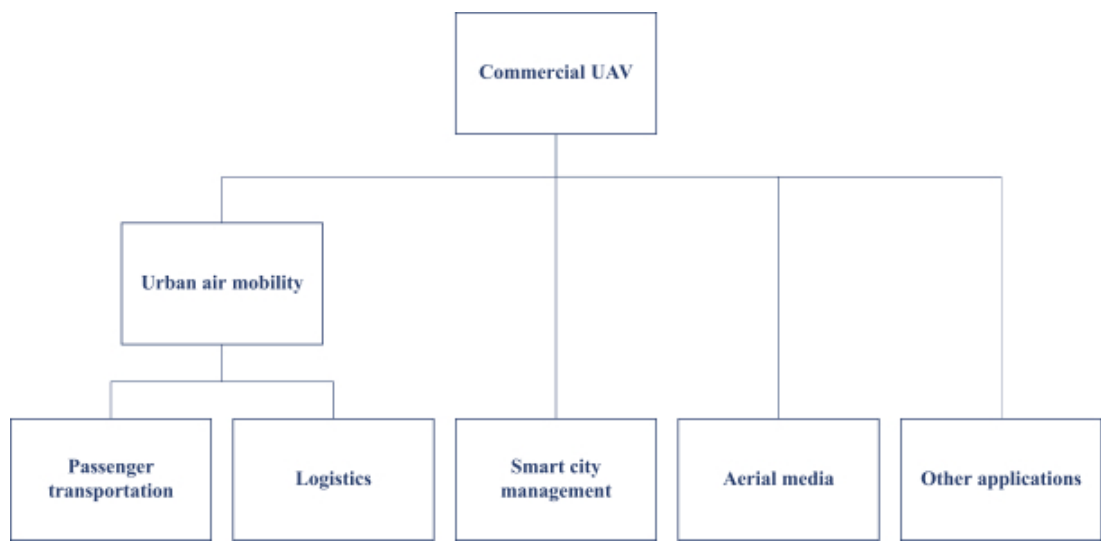 Commercial UAV
Urban air mobility
Passenger
transportation
Logistics
Smart city
management
Aerial media
Other applications